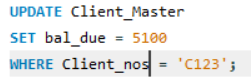 UPDATE Client_Master
SET bal_due = 5100
WHERE Client_nos = 'C123';